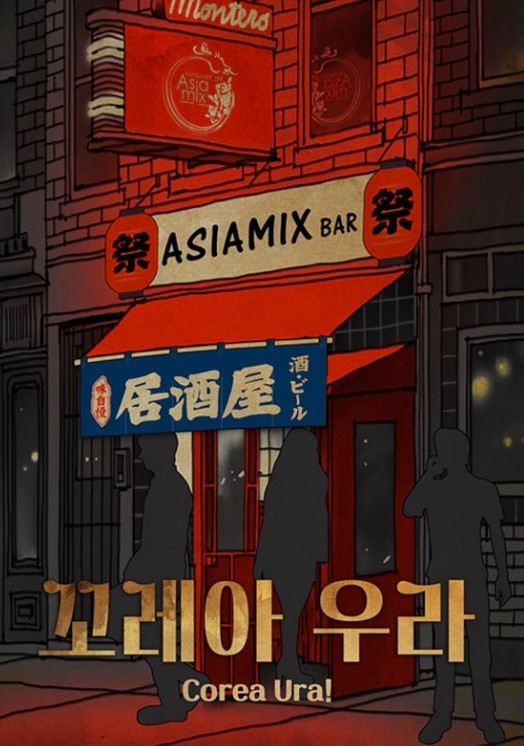 Montero
Asia
mix
祭
ASIAMIX BAR
祭
味自慢
居酒屋
酒・ビール
꼬레아 우라
Corea Ura!